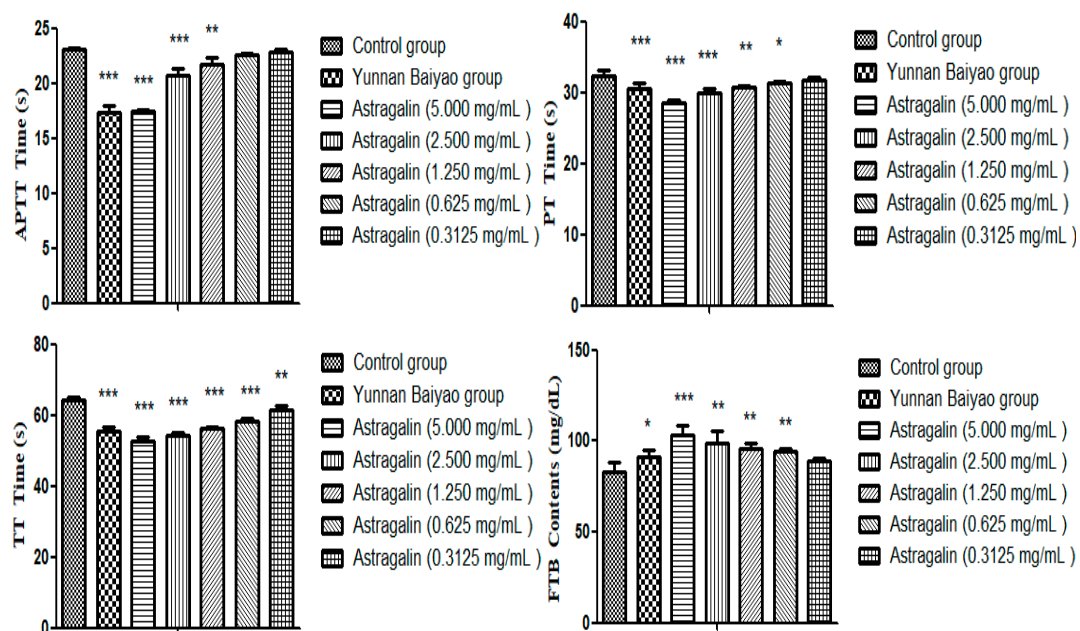 APTT Time (s)
25
20
15
10
5
0
***
***
***
**
Control group
Yunnan Baiyao group
Astragalin (5.000 mg/mL )
Astragalin (2.500 mg/mL )
Astragalin (1.250 mg/mL )
Astragalin (0.625 mg/mL )
Astragalin (0.3125 mg/mL )
PT Time (s)
40
30
20
10
0
***
***
***
**
*
Control group
Yunnan Baiyao group
Astragalin (5.000 mg/mL )
Astragalin (2.500 mg/mL )
Astragalin (1.250 mg/mL )
Astragalin (0.625 mg/mL )
Astragalin (0.3125 mg/mL )
TT Time (s)
80
60
40
20
0
***
***
***
***
***
**
Control group
Yunnan Baiyao group
Astragalin (5.000 mg/mL )
Astragalin (2.500 mg/mL )
Astragalin (1.250 mg/mL )
Astragalin (0.625 mg/mL )
Astragalin (0.3125 mg/mL )
FTB Contents (mg/dL)
150
100
50
0
*
***
**
**
**
Control group
Yunnan Baiyao group
Astragalin (5.000 mg/mL )
Astragalin (2.500 mg/mL )
Astragalin (1.250 mg/mL )
Astragalin (0.625 mg/mL )
Astragalin (0.3125 mg/mL )